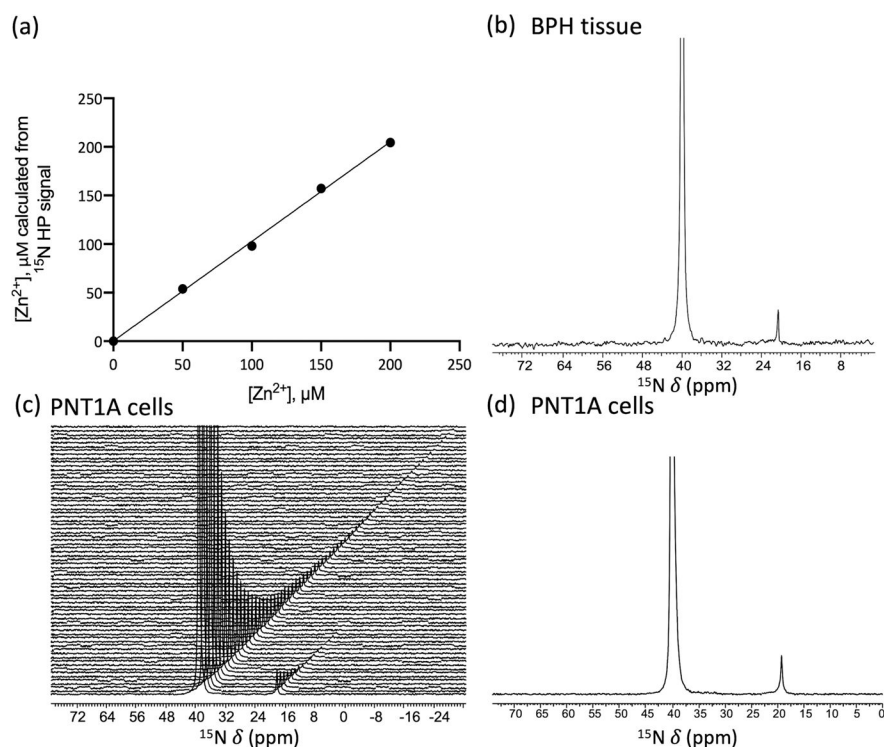 (a)
[Zn²⁺], μM calculated from
¹⁵N HP signal
250
200
150
100
50
0
0 50 100 150 200 250
[Zn²⁺], μM
(b) BPH tissue
72 64 56 48 40 32 24 16 8
¹⁵N δ (ppm)
(c) PNT1A cells
72 64 56 48 40 32 24 16 8 0 -8 -16 -24
¹⁵N δ (ppm)
(d) PNT1A cells
70 65 60 55 50 45 40 35 30 25 20 15 10 5 0
¹⁵N δ (ppm)